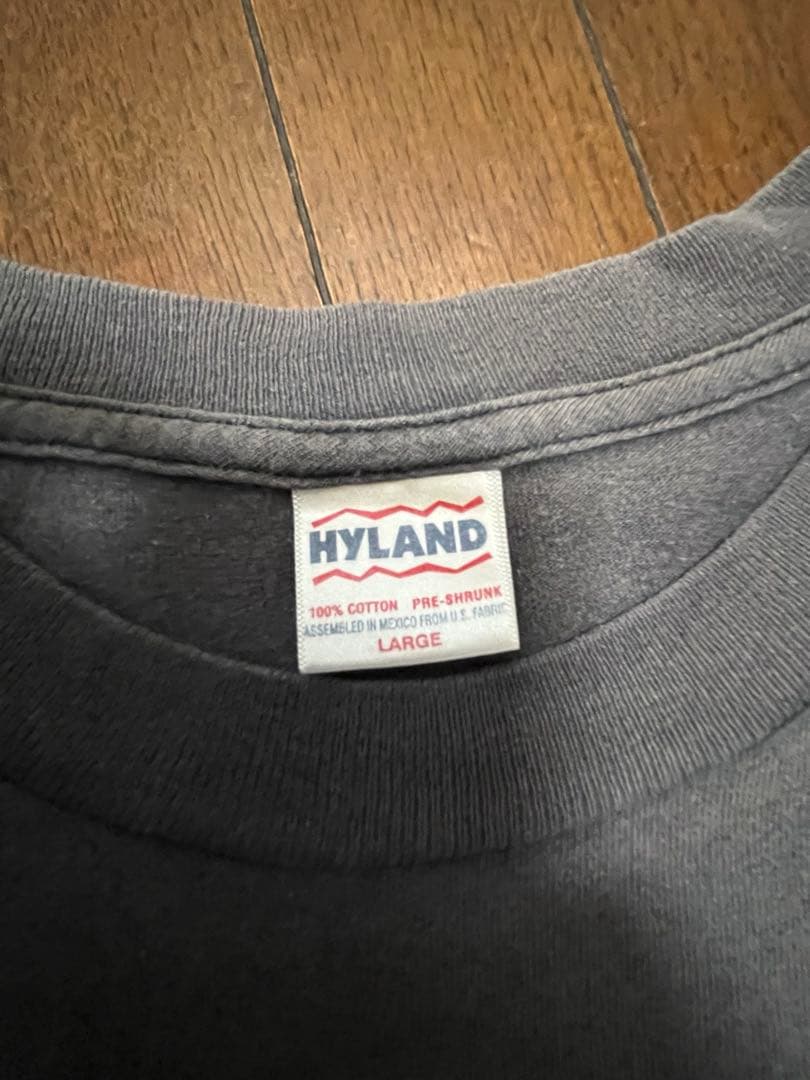 HYLAND
100% COTTON PRE-SHRUNK
ASSEMBLED IN MEXICO FROM U.S. FABRIC
LARGE